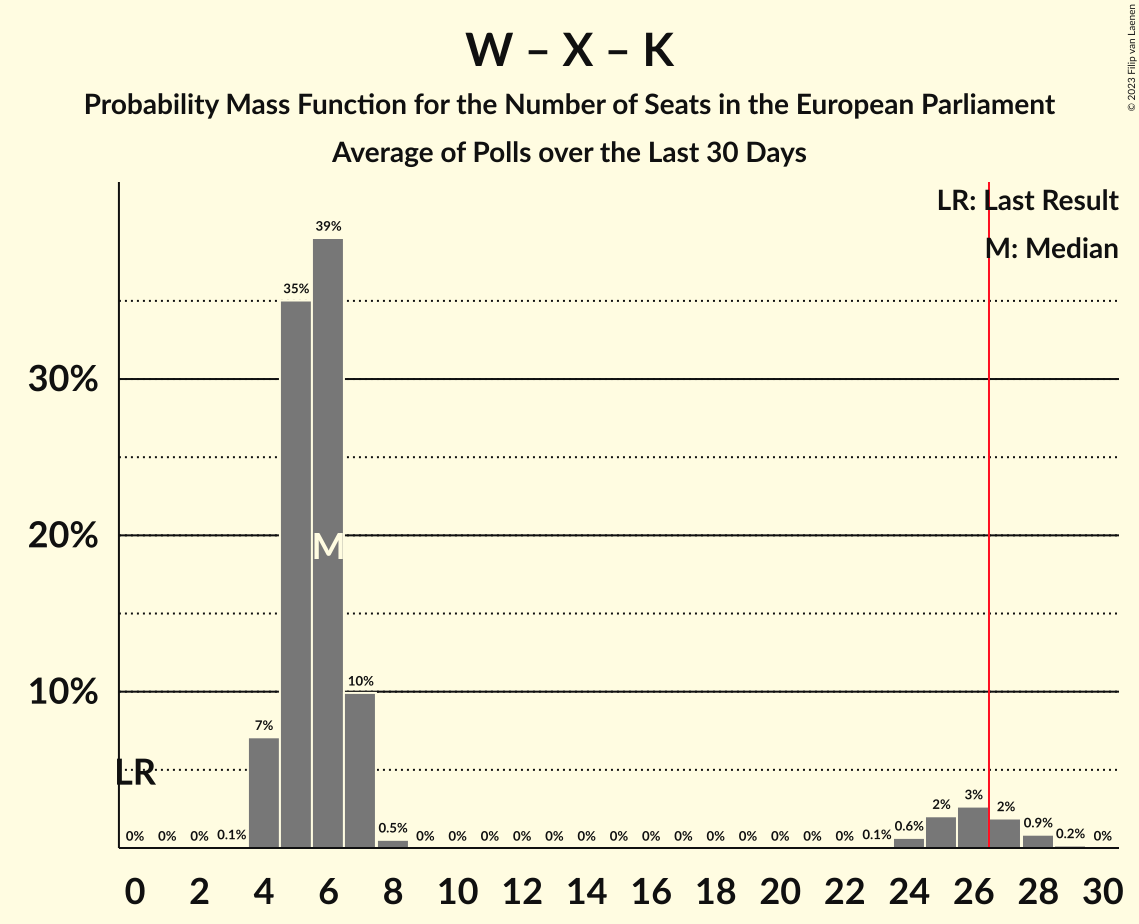 W – X – K
Probability Mass Function for the Number of Seats in the European Parliament
Average of Polls over the Last 30 Days
© 2023 Filip van Laenen
LR: Last Result
M: Median
39%
35%
30%
20%
M
10%
10%
7%
LR
0% 0% 0% 0.1% 0.5% 0% 0% 0% 0% 0% 0% 0% 0% 0% 0% 0% 0% 0% 0% 0.1% 0.6% 2% 3% 2% 0.9% 0.2% 0%
0 2 4 6 8 10 12 14 16 18 20 22 24 26 28 30